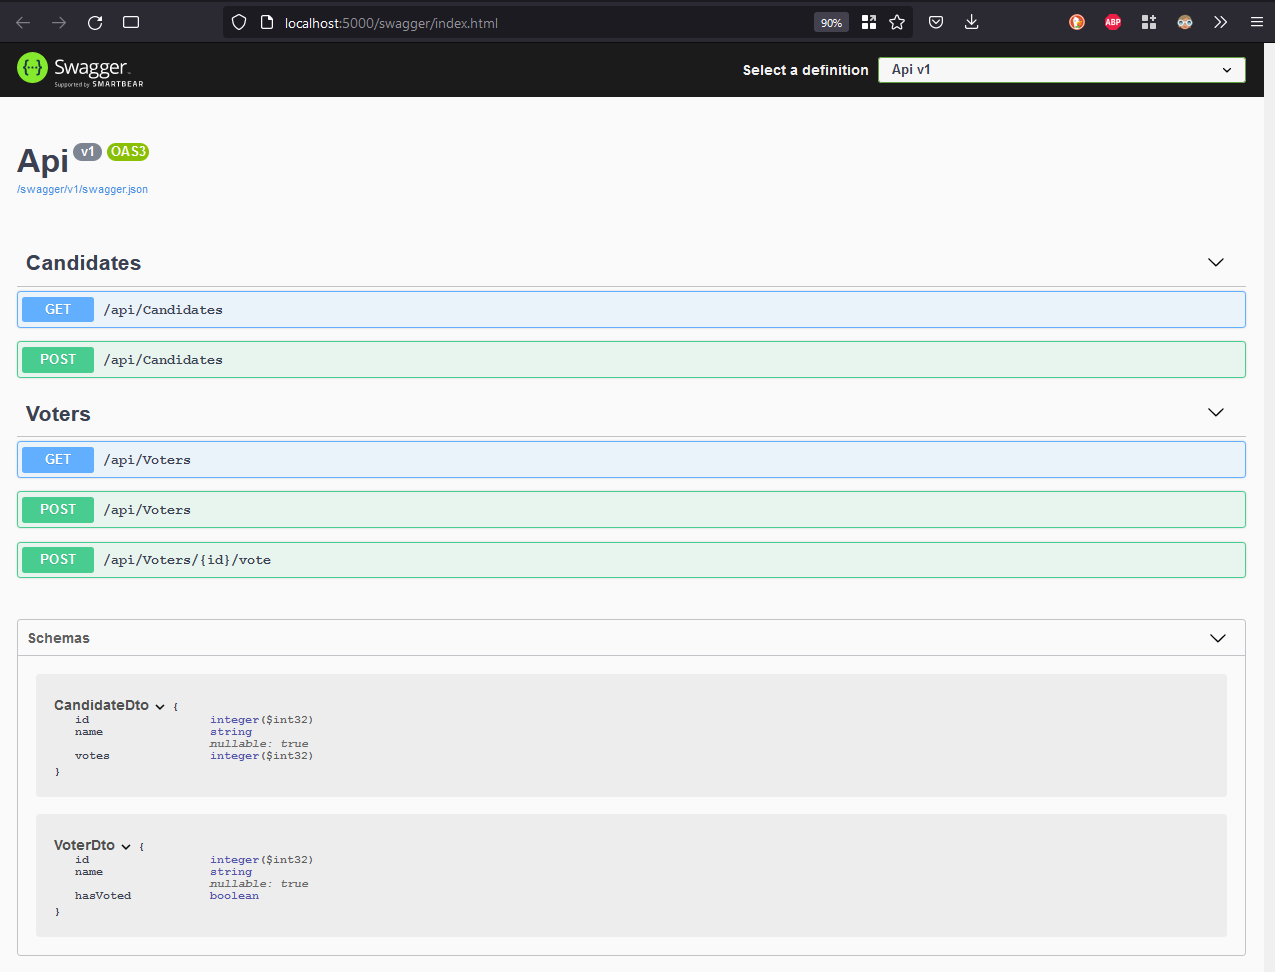 localhost:5000/swagger/index.html
90%
ABP
Swagger
Supported by SMARTBEAR
Select a definition
Api v1
Api v1 OAS3
/swagger/v1/swagger.json
Candidates
GET /api/Candidates
POST /api/Candidates
Voters
GET /api/Voters
POST /api/Voters
POST /api/Voters/{id}/vote
Schemas
CandidateDto {
id integer($int32)
name string
nullable: true
votes integer($int32)
}
VoterDto {
id integer($int32)
name string
nullable: true
hasVoted boolean
}